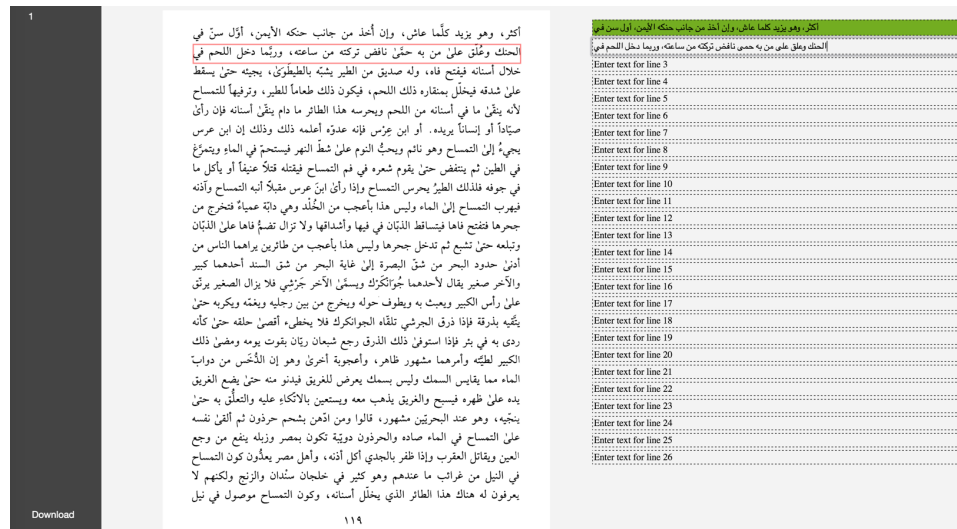 1
أكثر، وهو يزيد كلَّما عاش، وإن أُخذ من جانب حنكه الأيمن، أوَّل سنّ في
الحنك وعُلّق علىٰ من به حمَّىٰ نافض تركته من ساعته، وربَّما دخل اللحم في
خلال أسنانه فيفتح فاه، وله صديق من الطير يشبّه بالطيطَوىٰ، يجيئه حتىٰ يسقط
علىٰ شدقه فيخلّل بمنقاره ذلك اللحم، فيكون ذلك طعاماً للطير، وترفيهاً للتمساح
لأنه ينقّىٰ ما في أسنانه من اللحم ويحرسه هذا الطائر ما دام ينقّىٰ أسنانه فإن رأىٰ
صيّاداً أو إنساناً يريده. أو ابن عِرْس فإنه عدوّه أعلمه ذلك وذلك إن ابن عرس
يجيءُ إلىٰ التمساح وهو نائم ويحبُّ النوم علىٰ شطّ النهر فيستحمّ في الماءِ ويتمرَّغ
في الطين ثم ينتفض حتىٰ يقوم شعره في فم التمساح فيقتله قتلاً عنيفاً أو يأكل ما
في جوفه فلذلك الطيرُ يحرس التمساح وإذا رأىٰ ابنَ عرس مقبلاً أنبه التمساح وآذنه
فيهرب التمساح إلىٰ الماء وليس هذا بأعجب من الخُلْد وهي دابّة عمياءُ فتخرج من
جحرها فتفتح فاها فيتساقط الذبّان في فيها وأشداقها ولا تزال تضمُّ فاها علىٰ الذبّان
وتبلعه حتىٰ تشبع ثم تدخل جحرها وليس هذا بأعجب من طائرين يراهما الناس من
أدنىٰ حدود البحر من شقّ البصرة إلىٰ غاية البحر من شق السند أحدهما كبير
والآخر صغير يقال لأحدهما جُوَانْكَرْك ويسمَّىٰ الآخر جَرْشِي فلا يزال الصغير يرنّق
علىٰ رأس الكبير ويعبث به ويطوف حوله ويخرج من بين رجليه ويغمّه ويكربه حتىٰ
يتَّقيه بذرقة فإذا ذرق الجرشي تلقّاه الجوانكرك فلا يخطىء أقصىٰ حلقه حتىٰ كأنه
ردى به في بئر فإذا استوفىٰ ذلك الذرق رجع شبعان ريّان بقوت يومه ومضىٰ ذلك
الكبير لطيَّته وأمرهما مشهور ظاهر، وأعجوبة أخرىٰ وهو إن الدُّخَس من دوابّ
الماء مما يقايس السمك وليس بسمك يعرض للغريق فيدنو منه حتىٰ يضع الغريق
يده علىٰ ظهره فيسبح والغريق يذهب معه ويستعين بالاتّكاءِ عليه والتعلُّق به حتىٰ
ينجّيه، وهو عند البحريّين مشهور، قالوا ومن ادّهن بشحم حرذون ثم ألقىٰ نفسه
علىٰ التمساح في الماء صاده والحرذون دويبّة تكون بمصر وزبله ينفع من وجع
العين ويقاتل العقرب وإذا ظفر بالجدي أكل أذنه، وأهل مصر يعدُّون كون التمساح
في النيل من غرائب ما عندهم وهو كثير في خلجان سنْدان والزنج ولكنهم لا
يعرفون له هناك هذا الطائر الذي يخلّل أسنانه، وكون التمساح موصول في نيل
١١٩
Download
أكثر، وهو يزيد كلما عاش، وإن أخذ من جانب حنكه الأيمن، أول سن في
الحنك وعلق على من به حمى نافض تركته من ساعته، وربما دخل اللحم في
Enter text for line 3
Enter text for line 4
Enter text for line 5
Enter text for line 6
Enter text for line 7
Enter text for line 8
Enter text for line 9
Enter text for line 10
Enter text for line 11
Enter text for line 12
Enter text for line 13
Enter text for line 14
Enter text for line 15
Enter text for line 16
Enter text for line 17
Enter text for line 18
Enter text for line 19
Enter text for line 20
Enter text for line 21
Enter text for line 22
Enter text for line 23
Enter text for line 24
Enter text for line 25
Enter text for line 26